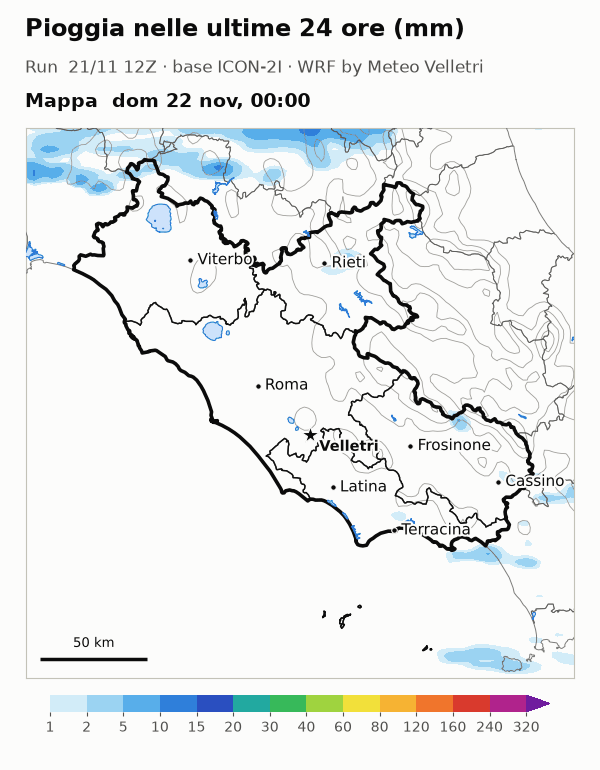 Pioggia nelle ultime 24 ore (mm)
Run 21/11 12Z · base ICON-2I · WRF by Meteo Velletri
Mappa dom 22 nov, 00:00
Viterbo
Rieti
Roma
Velletri
Frosinone
Latina
Cassino
Terracina
50 km
1 2 5 10 15 20 30 40 60 80 120 160 240 320